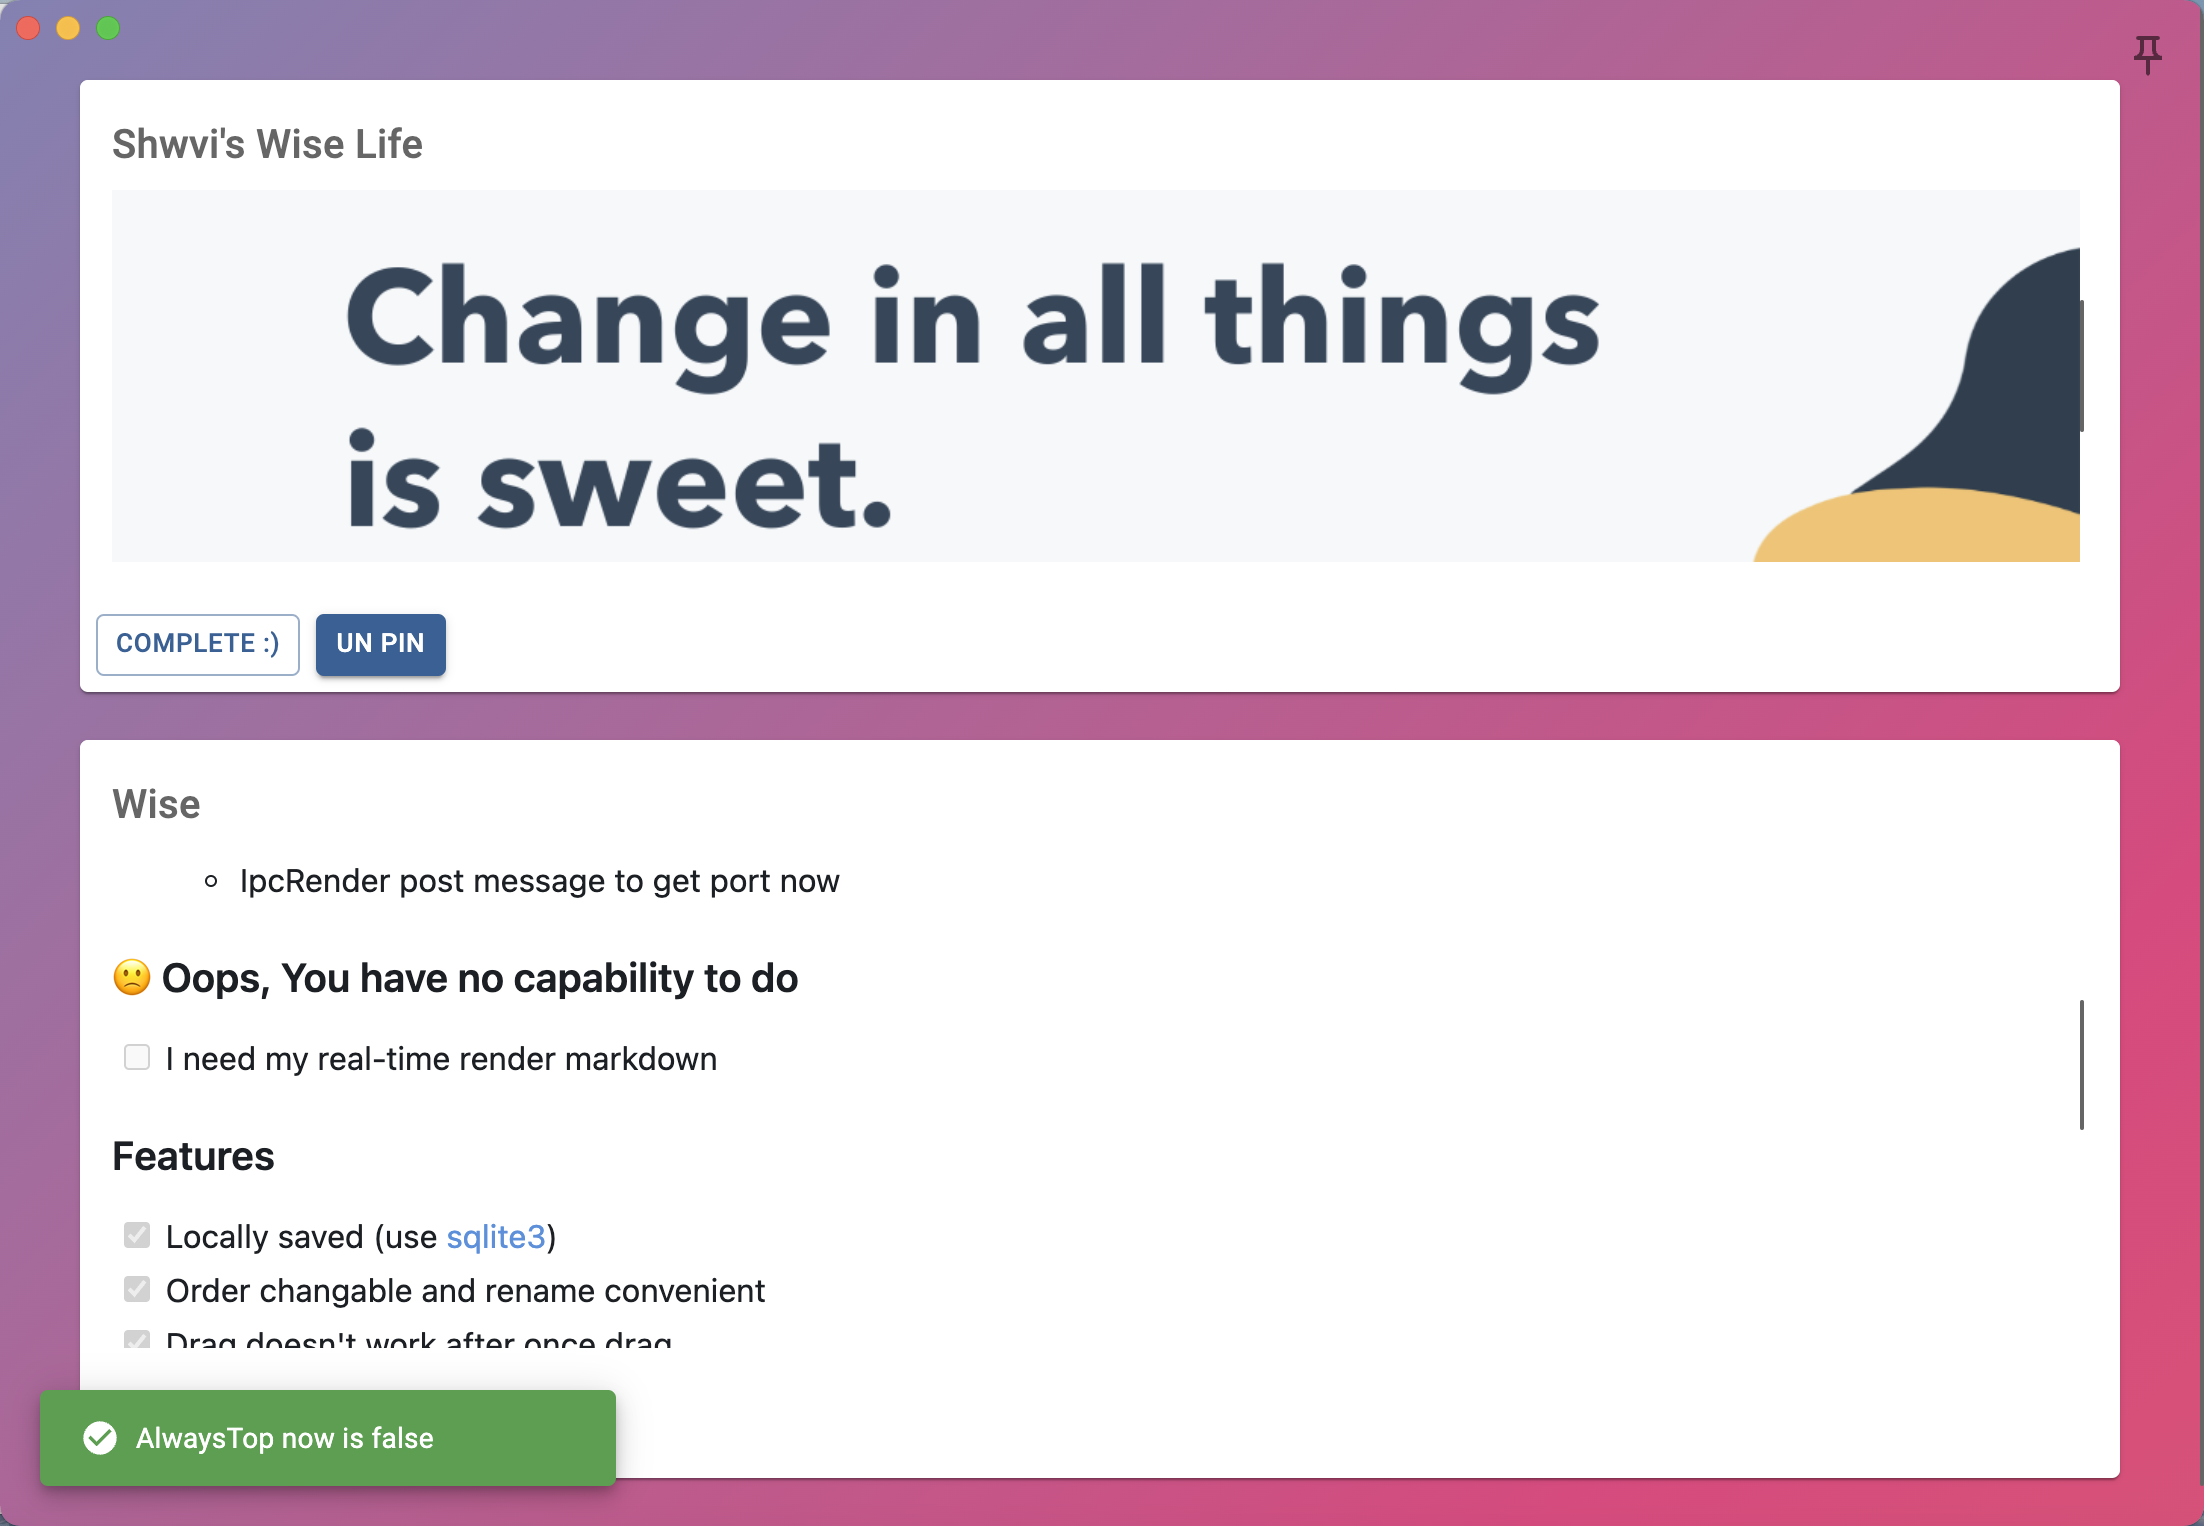 Shwvi's Wise Life
Change in all things
is sweet.
COMPLETE :)
UN PIN
Wise
IpcRender post message to get port now
🙁 Oops, You have no capability to do
I need my real-time render markdown
Features
Locally saved (use sqlite3)
Order changable and rename convenient
Drag doesn't work after once drag
AlwaysTop now is false